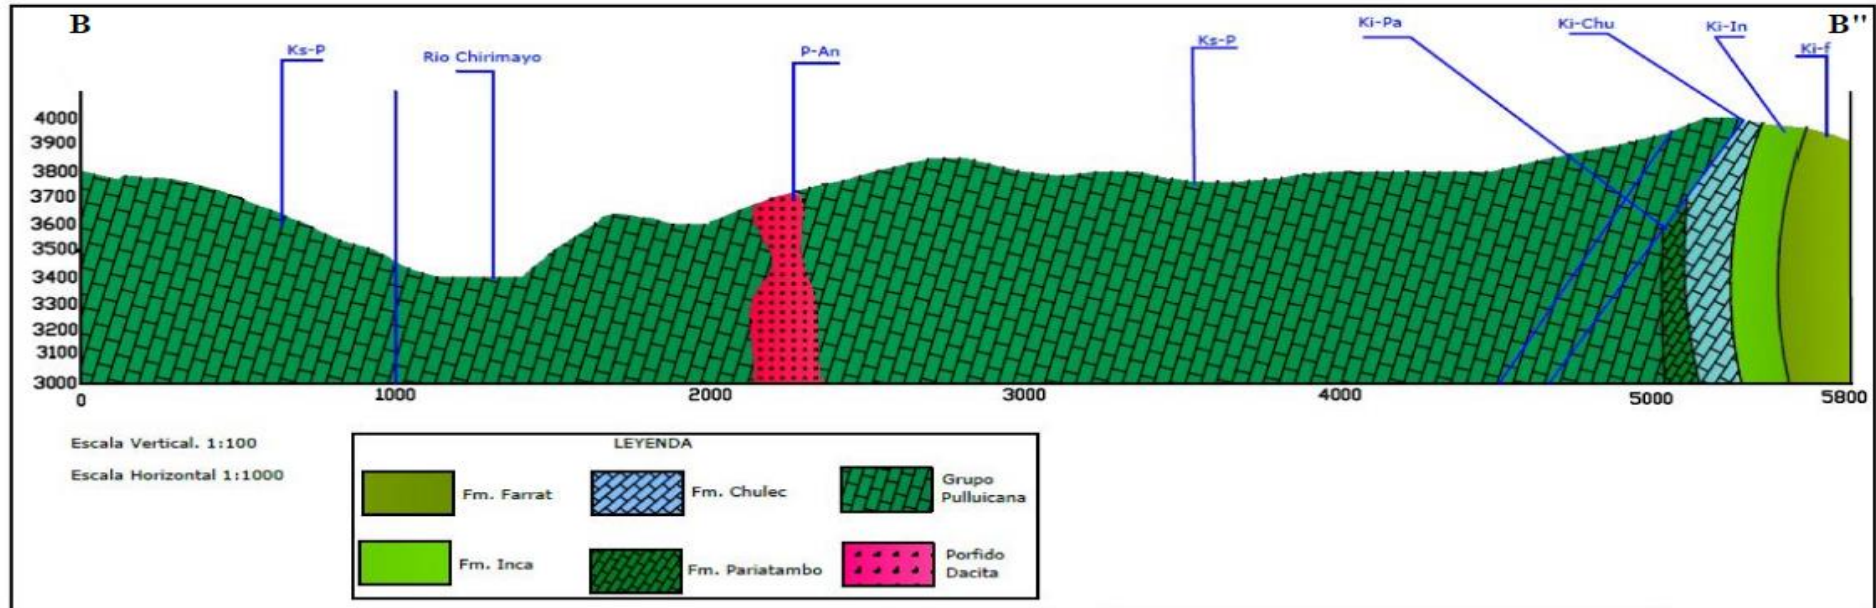 B
B"
Ks-P
Rio Chirimayo
P-An
Ks-P
Ki-Pa
Ki-Chu
Ki-In
Ki-f
4000
3900
3800
3700
3600
3500
3400
3300
3200
3100
3000
0
1000
2000
3000
4000
5000
5800
Escala Vertical. 1:100
Escala Horizontal 1:1000
LEYENDA
Fm. Farrat
Fm. Chulec
Grupo
Pulluicana
Fm. Inca
Fm. Pariatambo
Porfido
Dacita